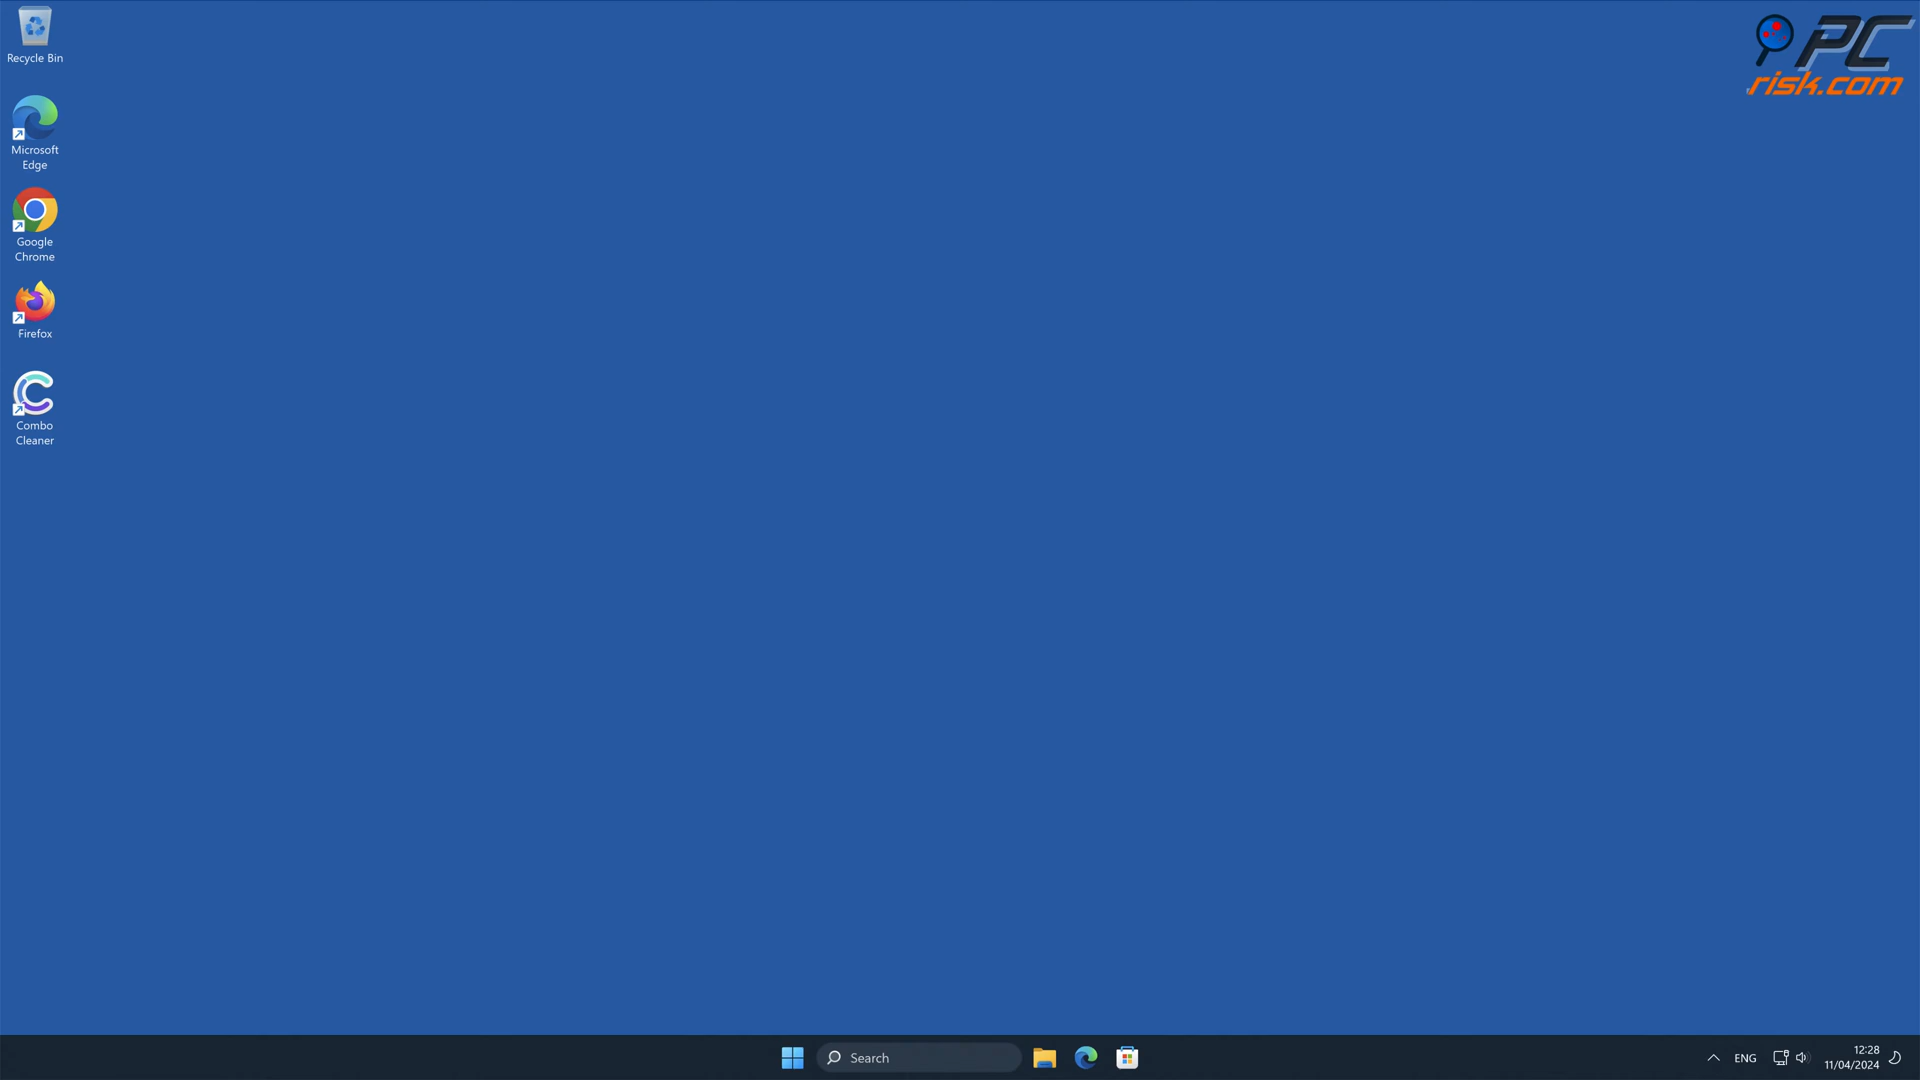 Recycle Bin
PC
risk.com
Microsoft
Edge
Google
Chrome
Firefox
Combo
Cleaner
Search
ENG
12:28
11/04/2024